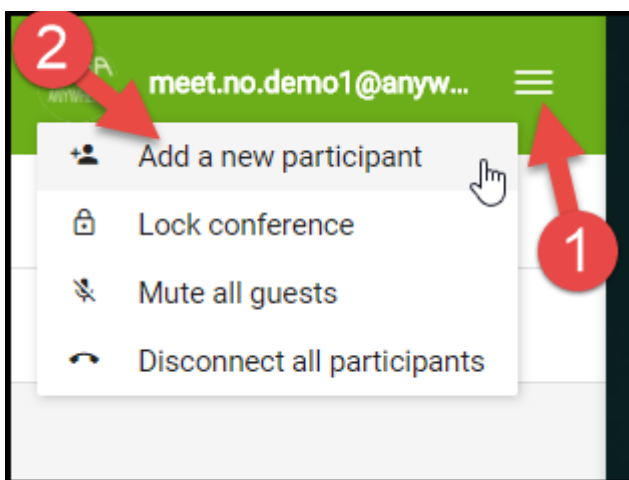 2
meet.no.demo1@anyw...
Add a new participant
Lock conference
Mute all guests
Disconnect all participants
1